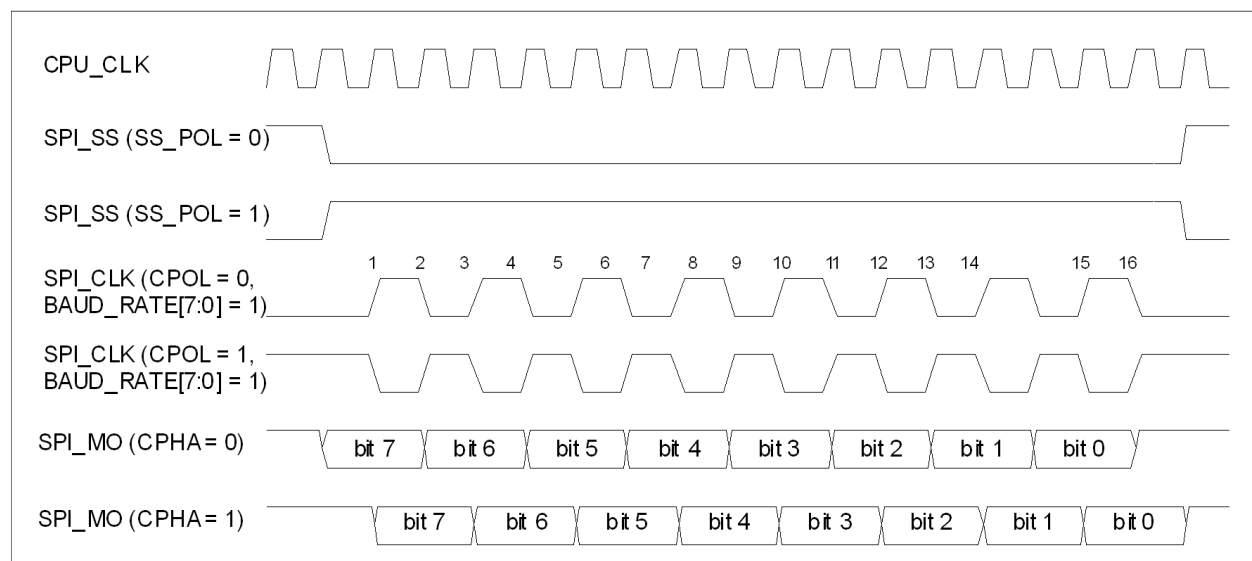 CPU_CLK
SPI_SS (SS_POL = 0)
SPI_SS (SS_POL = 1)
1 2 3 4 5 6 7 8 9 10 11 12 13 14 15 16
SPI_CLK (CPOL = 0,
BAUD_RATE[7:0] = 1)
SPI_CLK (CPOL = 1,
BAUD_RATE[7:0] = 1)
SPI_MO (CPHA = 0) bit 7 bit 6 bit 5 bit 4 bit 3 bit 2 bit 1 bit 0
SPI_MO (CPHA = 1) bit 7 bit 6 bit 5 bit 4 bit 3 bit 2 bit 1 bit 0